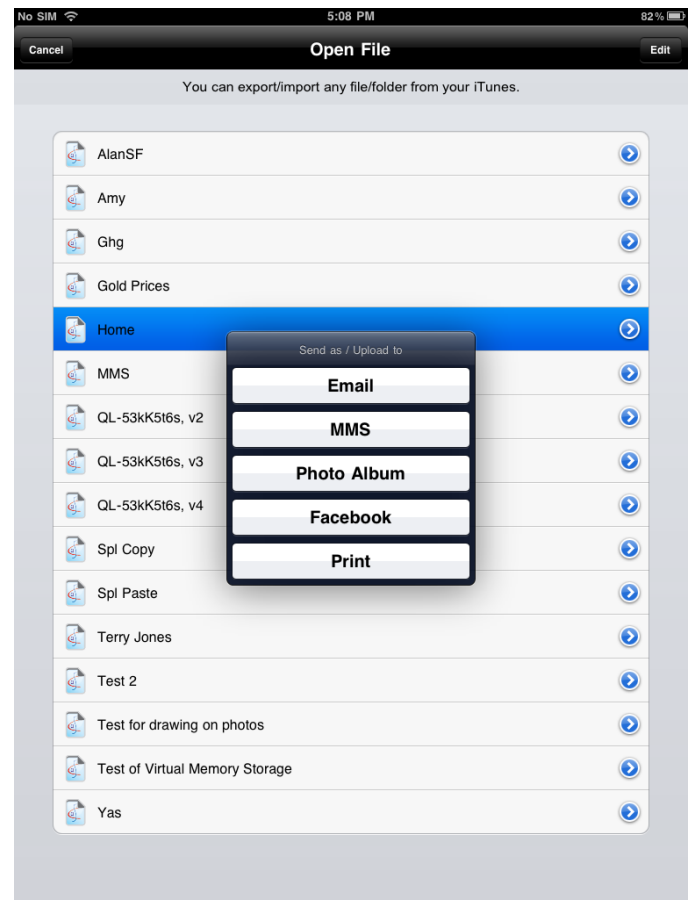 No SIM 5:08 PM 82%
Cancel Open File Edit
You can export/import any file/folder from your iTunes.
AlanSF
Amy
Ghg
Gold Prices
Home
Send as / Upload to
MMS
Email
QL-53kK5t6s, v2
MMS
QL-53kK5t6s, v3
Photo Album
QL-53kK5t6s, v4
Facebook
Spl Copy
Print
Spl Paste
Terry Jones
Test 2
Test for drawing on photos
Test of Virtual Memory Storage
Yas